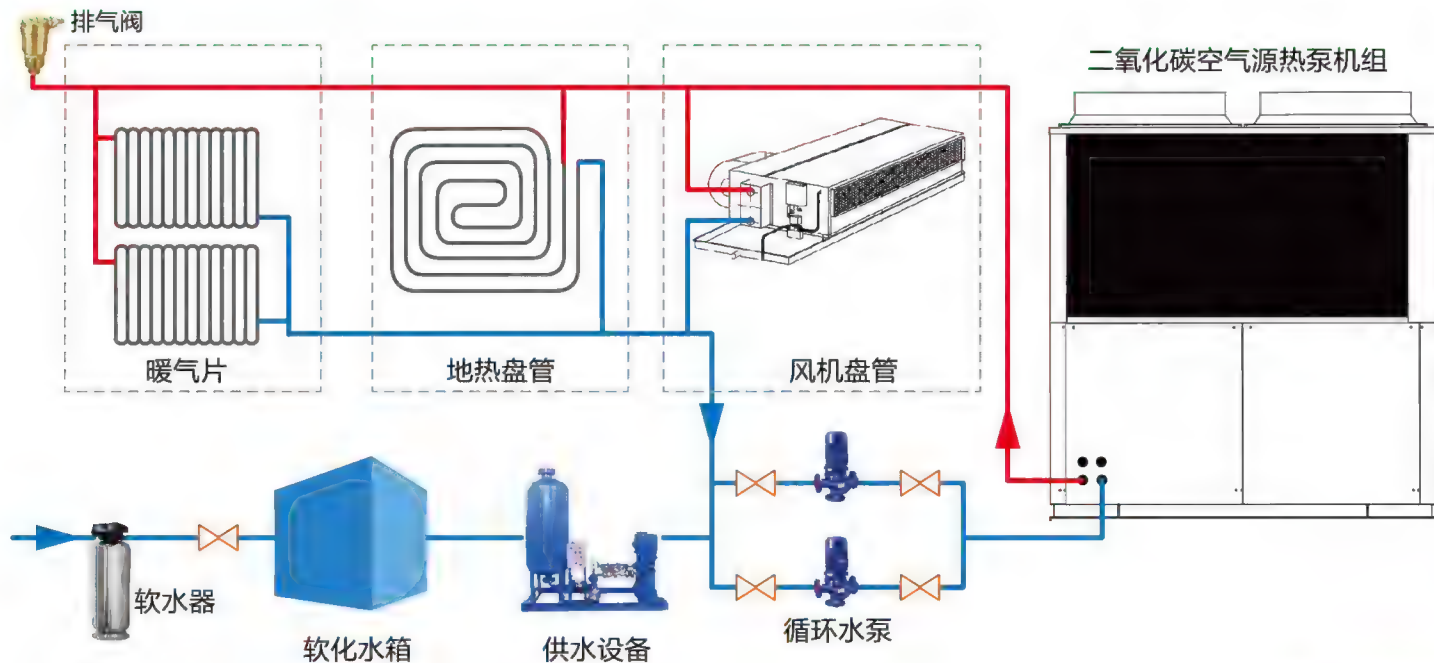 排气阀
二氧化碳空气源热泵机组
暖气片
地热盘管
风机盘管
软水器
软化水箱
供水设备
循环水泵